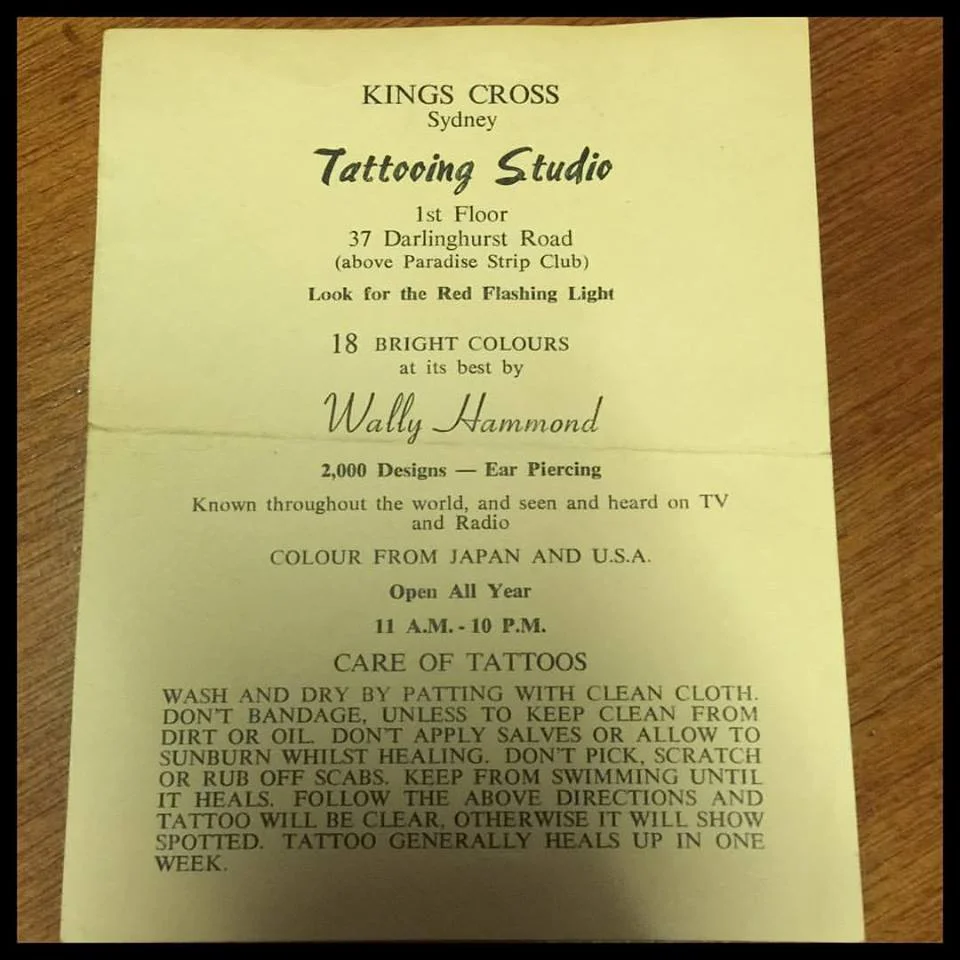 KINGS CROSS
Sydney
Tattooing Studio
1st Floor
37 Darlinghurst Road
(above Paradise Strip Club)
Look for the Red Flashing Light
18 BRIGHT COLOURS
at its best by
Wally Hammond
2,000 Designs — Ear Piercing
Known throughout the world, and seen and heard on TV
and Radio
COLOUR FROM JAPAN AND U.S.A.
Open All Year
11 A.M. - 10 P.M.
CARE OF TATTOOS
WASH AND DRY BY PATTING WITH CLEAN CLOTH.
DON'T BANDAGE, UNLESS TO KEEP CLEAN FROM
DIRT OR OIL. DON'T APPLY SALVES OR ALLOW TO
SUNBURN WHILST HEALING. DON'T PICK, SCRATCH
OR RUB OFF SCABS. KEEP FROM SWIMMING UNTIL
IT HEALS. FOLLOW THE ABOVE DIRECTIONS AND
TATTOO WILL BE CLEAR, OTHERWISE IT WILL SHOW
SPOTTED. TATTOO GENERALLY HEALS UP IN ONE
WEEK.